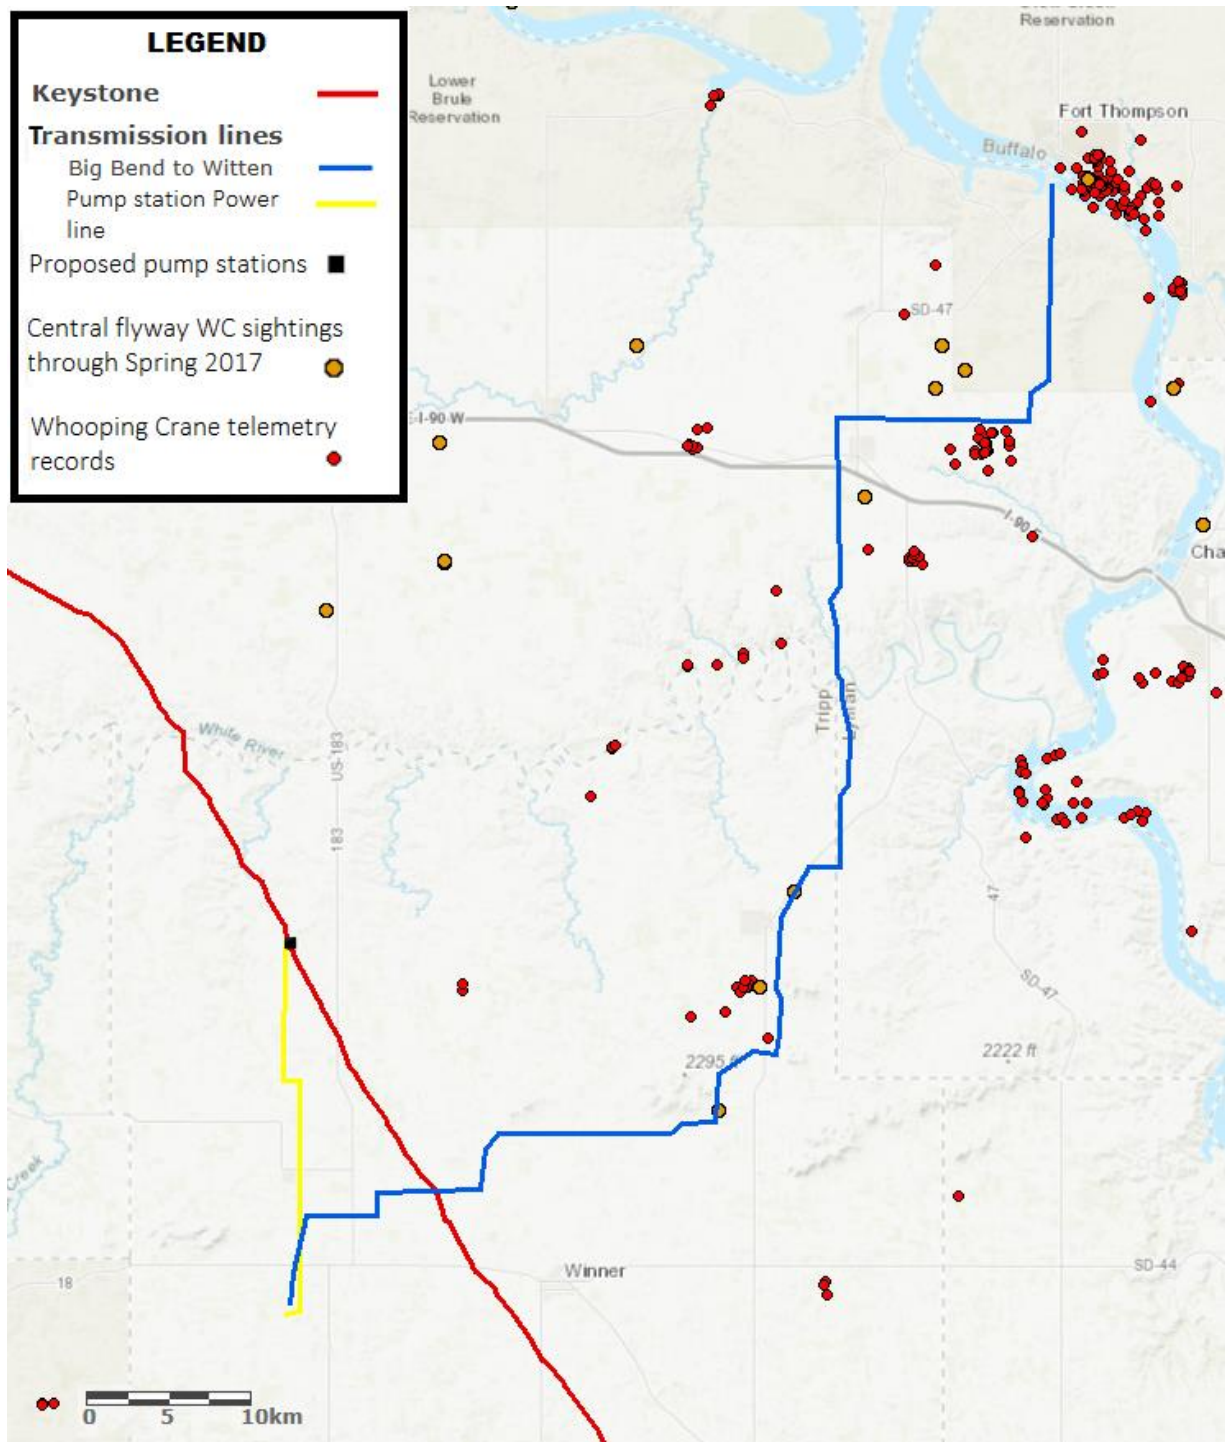 LEGEND
Keystone
Transmission lines
Big Bend to Witten
Pump station Power
line
Proposed pump stations
Central flyway WC sightings
through Spring 2017
Whooping Crane telemetry
records
Reservation
Lower
Brule
Reservation
Fort Thompson
Buffalo
SD-47
I-90 W
I-90 E
Cha
Tripp
Lyman
White River
US-183
183
47
SD-47
2295 ft
2222 ft
Creek
Winner
SD-44
18
0 5 10km